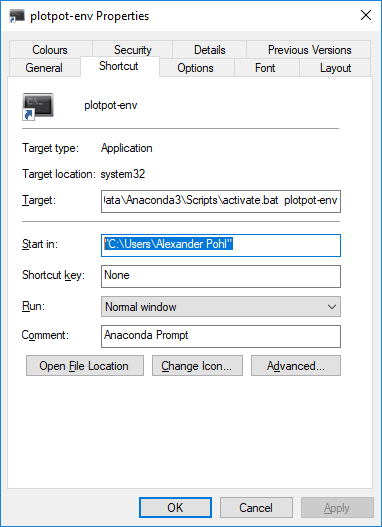 plotpot-env Properties
Colours Security Details Previous Versions
General Shortcut Options Font Layout
C:\.
plotpot-env
Target type: Application
Target location: system32
Target: Data\Anaconda3\Scripts\activate.bat plotpot-env
Start in: "C:\Users\Alexander Pohl"
Shortcut key: None
Run: Normal window
Comment: Anaconda Prompt
Open File Location Change Icon... Advanced...
OK Cancel Apply